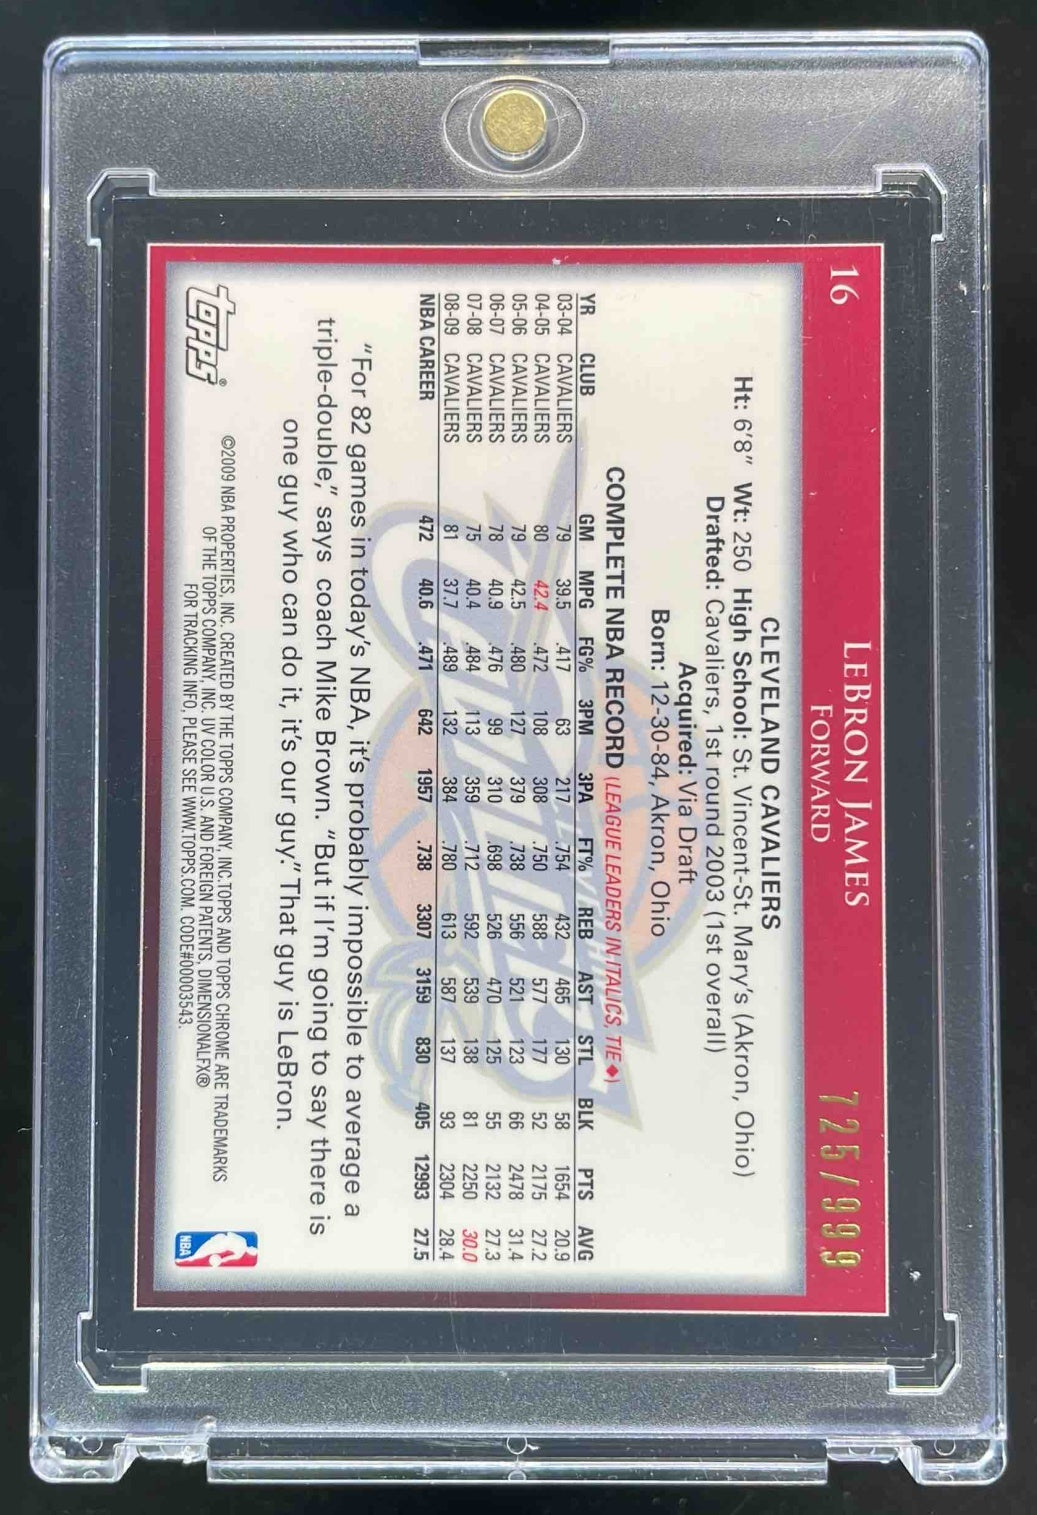 16
LEBRON JAMES
725/999
FORWARD
CLEVELAND CAVALIERS
Ht: 6'8" Wt: 250 High School: St. Vincent-St. Mary's (Akron, Ohio)
Drafted: Cavaliers, 1st round 2003 (1st overall)
Acquired: Via Draft
Born: 12-30-84, Akron, Ohio
COMPLETE NBA RECORD (LEAGUE LEADERS IN ITALICS, TIE ◆)
YR CLUB GM MPG FG% 3PM 3PA FT% REB AST STL BLK PTS AVG
03-04 CAVALIERS 79 39.5 .417 63 217 .754 432 465 130 58 1654 20.9
04-05 CAVALIERS 80 42.4 .472 108 308 .750 588 577 177 52 2175 27.2
05-06 CAVALIERS 79 42.5 .480 127 379 .738 556 521 123 66 2478 31.4
06-07 CAVALIERS 78 40.9 .476 99 310 .698 526 470 125 55 2132 27.3
07-08 CAVALIERS 75 40.4 .484 113 359 .712 592 539 138 81 2250 30.0
08-09 CAVALIERS 81 37.7 .489 132 384 .780 613 587 137 93 2304 28.4
NBA CAREER 472 40.6 .471 642 1957 .738 3307 3159 830 405 12993 27.5
"For 82 games in today's NBA, it's probably impossible to average a
triple-double," says coach Mike Brown. "But if I'm going to say there is
one guy who can do it, it's our guy." That guy is LeBron.
topps®
©2009 NBA PROPERTIES, INC. CREATED BY THE TOPPS COMPANY, INC. TOPPS AND TOPPS CHROME ARE TRADEMARKS
OF THE TOPPS COMPANY, INC. UV COLOR U.S. AND FOREIGN PATENTS, DIMENSIONALFX®
FOR TRACKING INFO, PLEASE SEE WWW.TOPPS.COM. CODE#00003543.
NBA